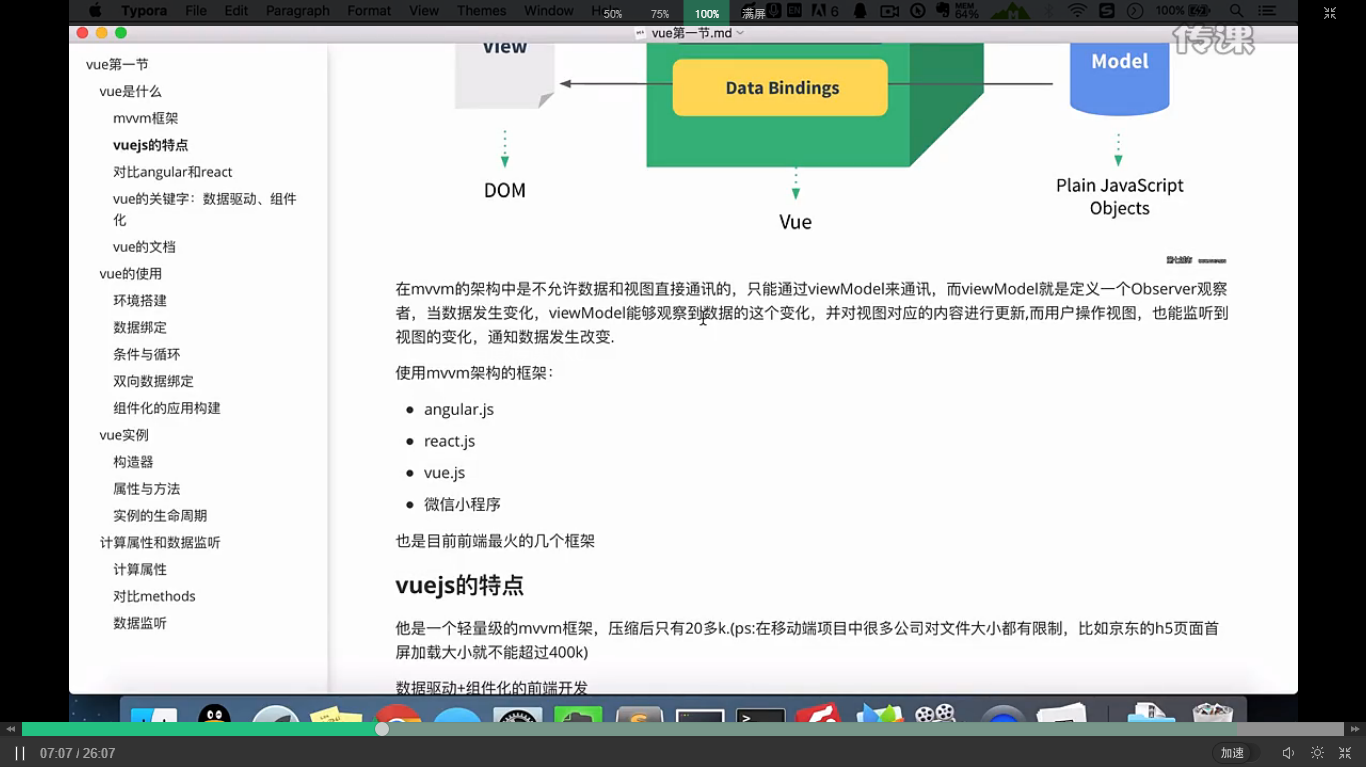 Typora File Edit Paragraph Format View Themes Window 50% 75% 100% 满屏 6 MEM 64% 100%
vue第一节.md
传课
vue第一节
vue是什么
mvvm框架
vuejs的特点
对比angular和react
vue的关键字：数据驱动、组件
化
vue的文档
vue的使用
环境搭建
数据绑定
条件与循环
双向数据绑定
组件化的应用构建
vue实例
构造器
属性与方法
实例的生命周期
计算属性和数据监听
计算属性
对比methods
数据监听
View
Data Bindings
Model
DOM
Vue
Plain JavaScript
Objects
在mvvm的架构中是不允许数据和视图直接通讯的，只能通过viewModel来通讯，而viewModel就是定义一个Observer观察
者，当数据发生变化，viewModel能够观察到数据的这个变化，并对视图对应的内容进行更新,而用户操作视图，也能监听到
视图的变化，通知数据发生改变.
使用mvvm架构的框架：
angular.js
react.js
vue.js
微信小程序
也是目前前端最火的几个框架
vuejs的特点
他是一个轻量级的mvvm框架，压缩后只有20多k.(ps:在移动端项目中很多公司对文件大小都有限制，比如京东的h5页面首
屏加载大小就不能超过400k)
数据驱动+组件化的前端开发
07:07 / 26:07
加速